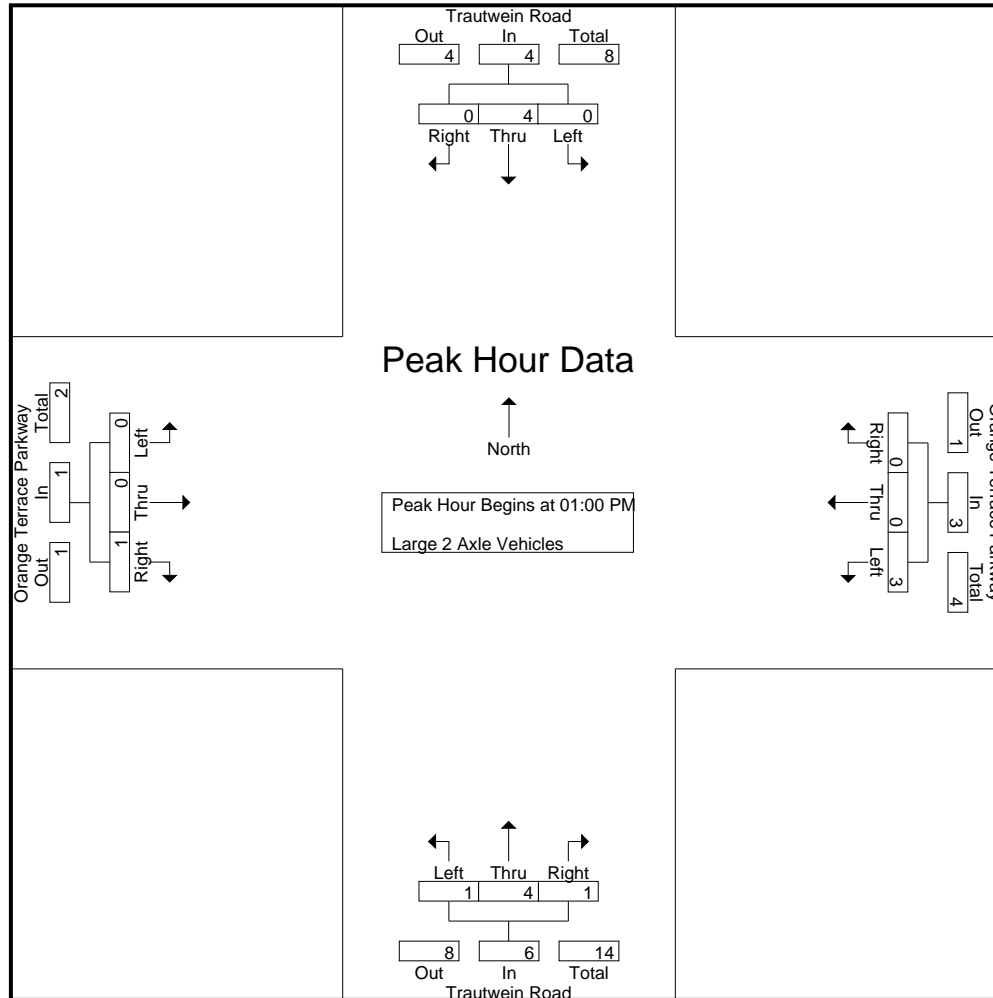 Trautwein Road
Out In Total
4 4 8
0 4 0
Right Thru Left
Peak Hour Data
North
Peak Hour Begins at 01:00 PM
Large 2 Axle Vehicles
Orange Terrace Parkway
Out In Total
1 1 2
Left Thru Right
0 0 1
Out In Total
1 3 4
Right Thru Left
0 0 3
Left Thru Right
1 4 1
8 6 14
Out In Total
Trautwein Road